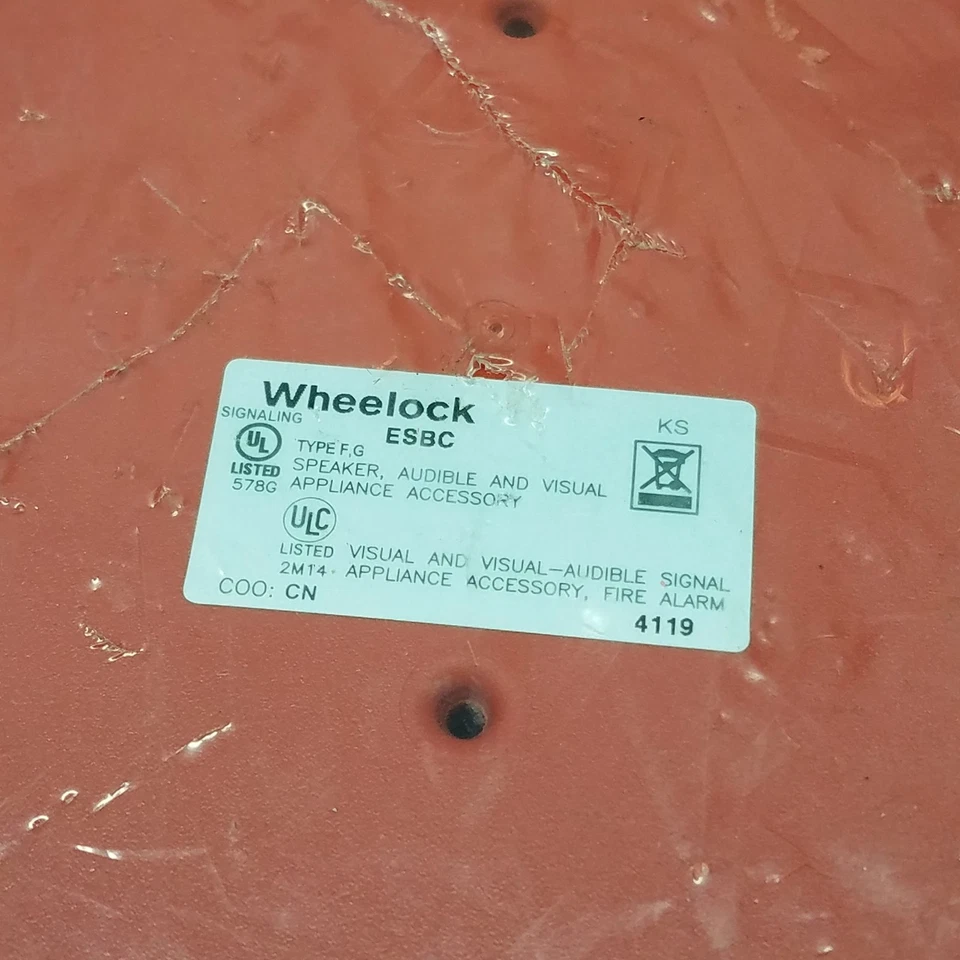 Wheelock
SIGNALING
ESBC
KS
UL
TYPE F,G
LISTED
SPEAKER, AUDIBLE AND VISUAL
578G
APPLIANCE ACCESSORY
ULC
LISTED VISUAL AND VISUAL-AUDIBLE SIGNAL
2M14 APPLIANCE ACCESSORY, FIRE ALARM
COO: CN
4119